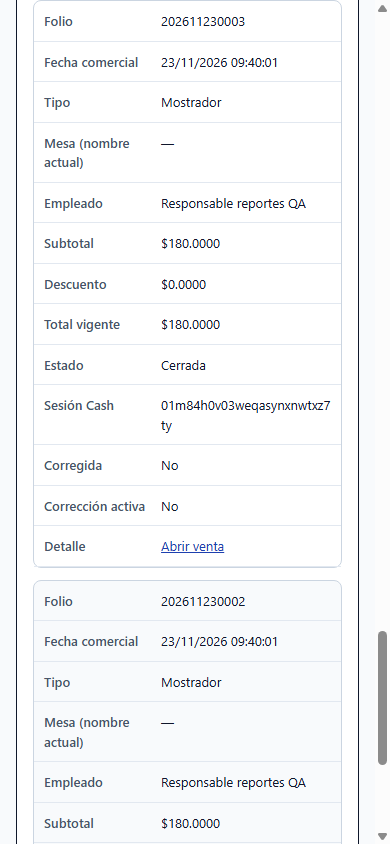 Folio 202611230003
Fecha comercial 23/11/2026 09:40:01
Tipo Mostrador
Mesa (nombre actual) —
Empleado Responsable reportes QA
Subtotal $180.0000
Descuento $0.0000
Total vigente $180.0000
Estado Cerrada
Sesión Cash 01m84h0v03weqasynxnwtxz7
ty
Corregida No
Corrección activa No
Detalle Abrir venta
Folio 202611230002
Fecha comercial 23/11/2026 09:40:01
Tipo Mostrador
Mesa (nombre actual) —
Empleado Responsable reportes QA
Subtotal $180.0000